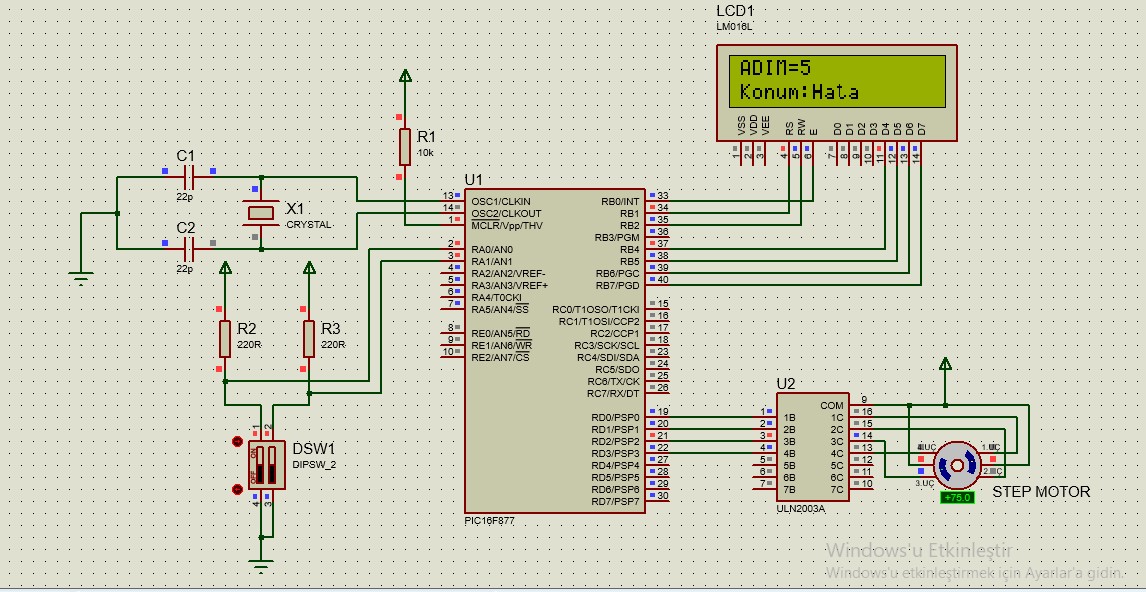 LCD1
LM016L
ADIM=5
Konum:Hata
VSS
VDD
VEE
RS
RW
E
D0
D1
D2
D3
D4
D5
D6
D7
1
2
3
4
5
6
7
8
9
10
11
12
13
14
R1
10k
C1
22p
X1
CRYSTAL
C2
22p
R2
220R
R3
220R
U1
13 OSC1/CLKIN
14 OSC2/CLKOUT
1 MCLR/Vpp/THV
2 RA0/AN0
3 RA1/AN1
4 RA2/AN2/VREF-
5 RA3/AN3/VREF+
6 RA4/T0CKI
7 RA5/AN4/SS
8 RE0/AN5/RD
9 RE1/AN6/WR
10 RE2/AN7/CS
RB0/INT 33
RB1 34
RB2 35
RB3/PGM 36
RB4 37
RB5 38
RB6/PGC 39
RB7/PGD 40
RC0/T1OSO/T1CKI 15
RC1/T1OSI/CCP2 16
RC2/CCP1 17
RC3/SCK/SCL 18
RC4/SDI/SDA 23
RC5/SDO 24
RC6/TX/CK 25
RC7/RX/DT 26
RD0/PSP0 19
RD1/PSP1 20
RD2/PSP2 21
RD3/PSP3 22
RD4/PSP4 27
RD5/PSP5 28
RD6/PSP6 29
RD7/PSP7 30
PIC16F877
DSW1
DIPSW_2
ON
OFF
1
2
4
3
U2
COM 9
1 1B 1C 16
2 2B 2C 15
3 3B 3C 14
4 4B 4C 13
5 5B 5C 12
6 6B 6C 11
7 7B 7C 10
ULN2003A
4.UC
1.UC
3.UC
2.UC
+75.0
STEP MOTOR
Windows'u Etkinleştir
Windows'u etkinleştirmek için Ayarlar'a gidin.